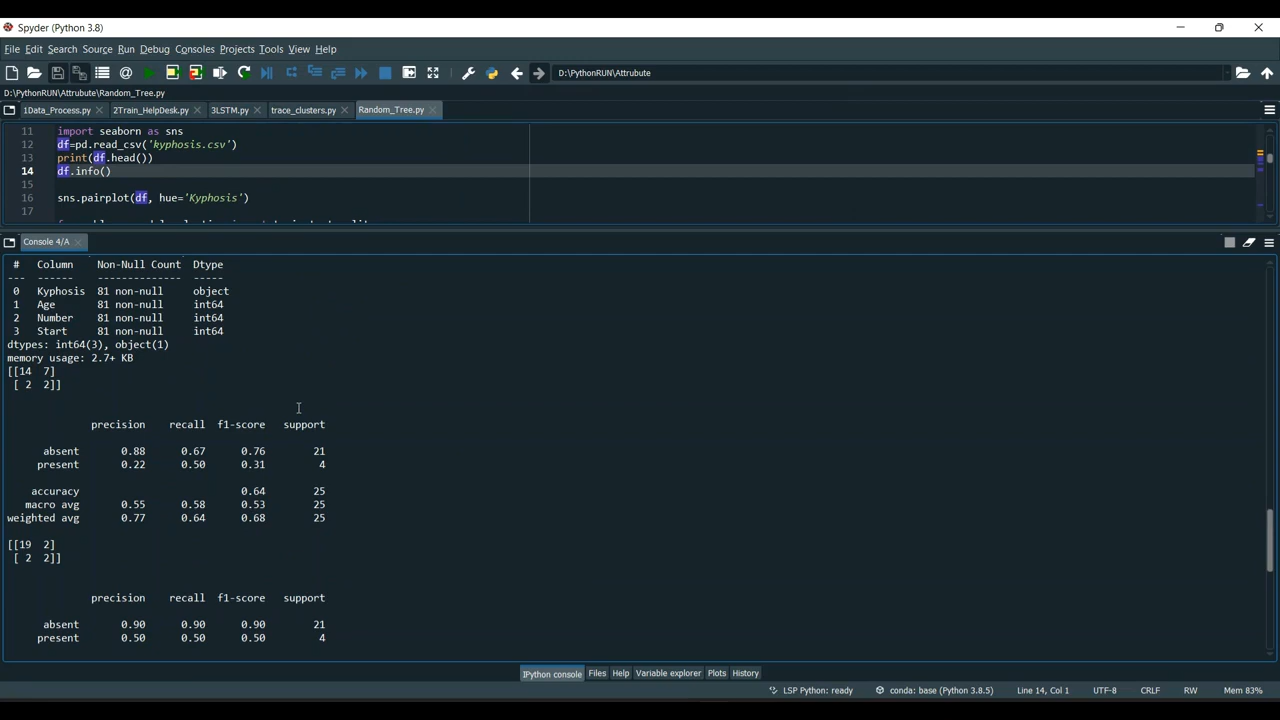 Spyder (Python 3.8)
File Edit Search Source Run Debug Consoles Projects Tools View Help
D:\PythonRUN\Attrubute
D:\PythonRUN\Attrubute\Random_Tree.py
1Data_Process.py 2Train_HelpDesk.py 3LSTM.py trace_clusters.py Random_Tree.py
11 import seaborn as sns
12 df=pd.read_csv('kyphosis.csv')
13 print(df.head())
14 df.info()
15
16 sns.pairplot(df, hue='Kyphosis')
17
Console 4/A
# Column Non-Null Count Dtype
--- ------ -------------- -----
0 Kyphosis 81 non-null object
1 Age 81 non-null int64
2 Number 81 non-null int64
3 Start 81 non-null int64
dtypes: int64(3), object(1)
memory usage: 2.7+ KB
[[14 7]
[ 2 2]]
precision recall f1-score support
absent 0.88 0.67 0.76 21
present 0.22 0.50 0.31 4
accuracy 0.64 25
macro avg 0.55 0.58 0.53 25
weighted avg 0.77 0.64 0.68 25
[[19 2]
[ 2 2]]
precision recall f1-score support
absent 0.90 0.90 0.90 21
present 0.50 0.50 0.50 4
IPython console Files Help Variable explorer Plots History
LSP Python: ready conda: base (Python 3.8.5) Line 14, Col 1 UTF-8 CRLF RW Mem 83%